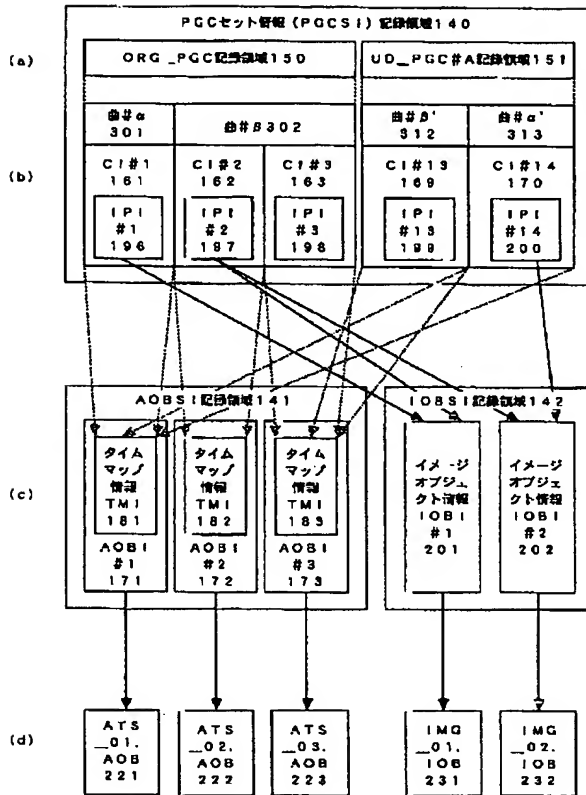 PGCセット情報(PGCSI)記録領域140
(a)
ORG_PGC記録領域150
UD__PGC#A記録領域151
曲#α
301
曲#β302
曲#β'
312
曲#α'
313
(b)
CI#1
161
CI#2
162
CI#3
163
CI#13
169
CI#14
170
IPI
#1
196
IPI
#2
197
IPI
#3
198
IPI
#13
199
IPI
#14
200
AOBSI記録領域141
IOBSI記録領域142
(c)
タイム
マップ
情報
TMI
181
タイム
マップ
情報
TMI
182
タイム
マップ
情報
TMI
183
AOBI
#1
171
AOBI
#2
172
AOBI
#3
173
イメージ
オブジェ
クト情報
IOBI
#1
201
イメージ
オブジェ
クト情報
IOBI
#2
202
(d)
ATS
__01.
AOB
221
ATS
__02.
AOB
222
ATS
__03.
AOB
223
IMG
__01.
IOB
231
IMG
__02.
IOB
232